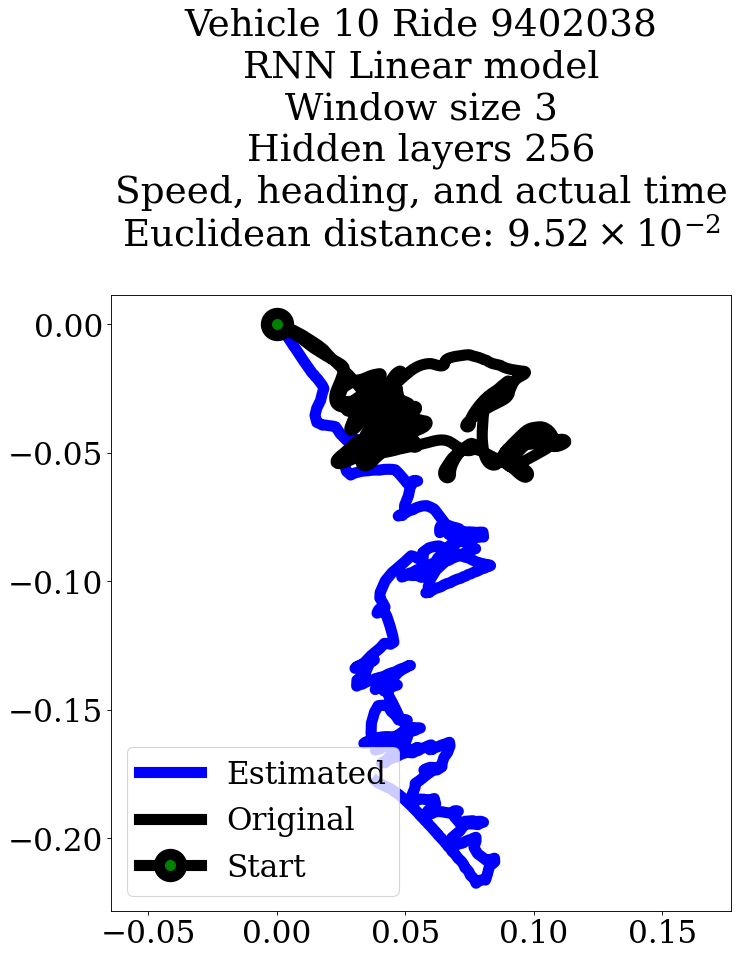 Vehicle 10 Ride 9402038
RNN Linear model
Window size 3
Hidden layers 256
Speed, heading, and actual time
Euclidean distance: 9.52 × 10⁻²
0.00
−0.05
−0.10
−0.15
−0.20
Estimated
Original
Start
−0.05 0.00 0.05 0.10 0.15